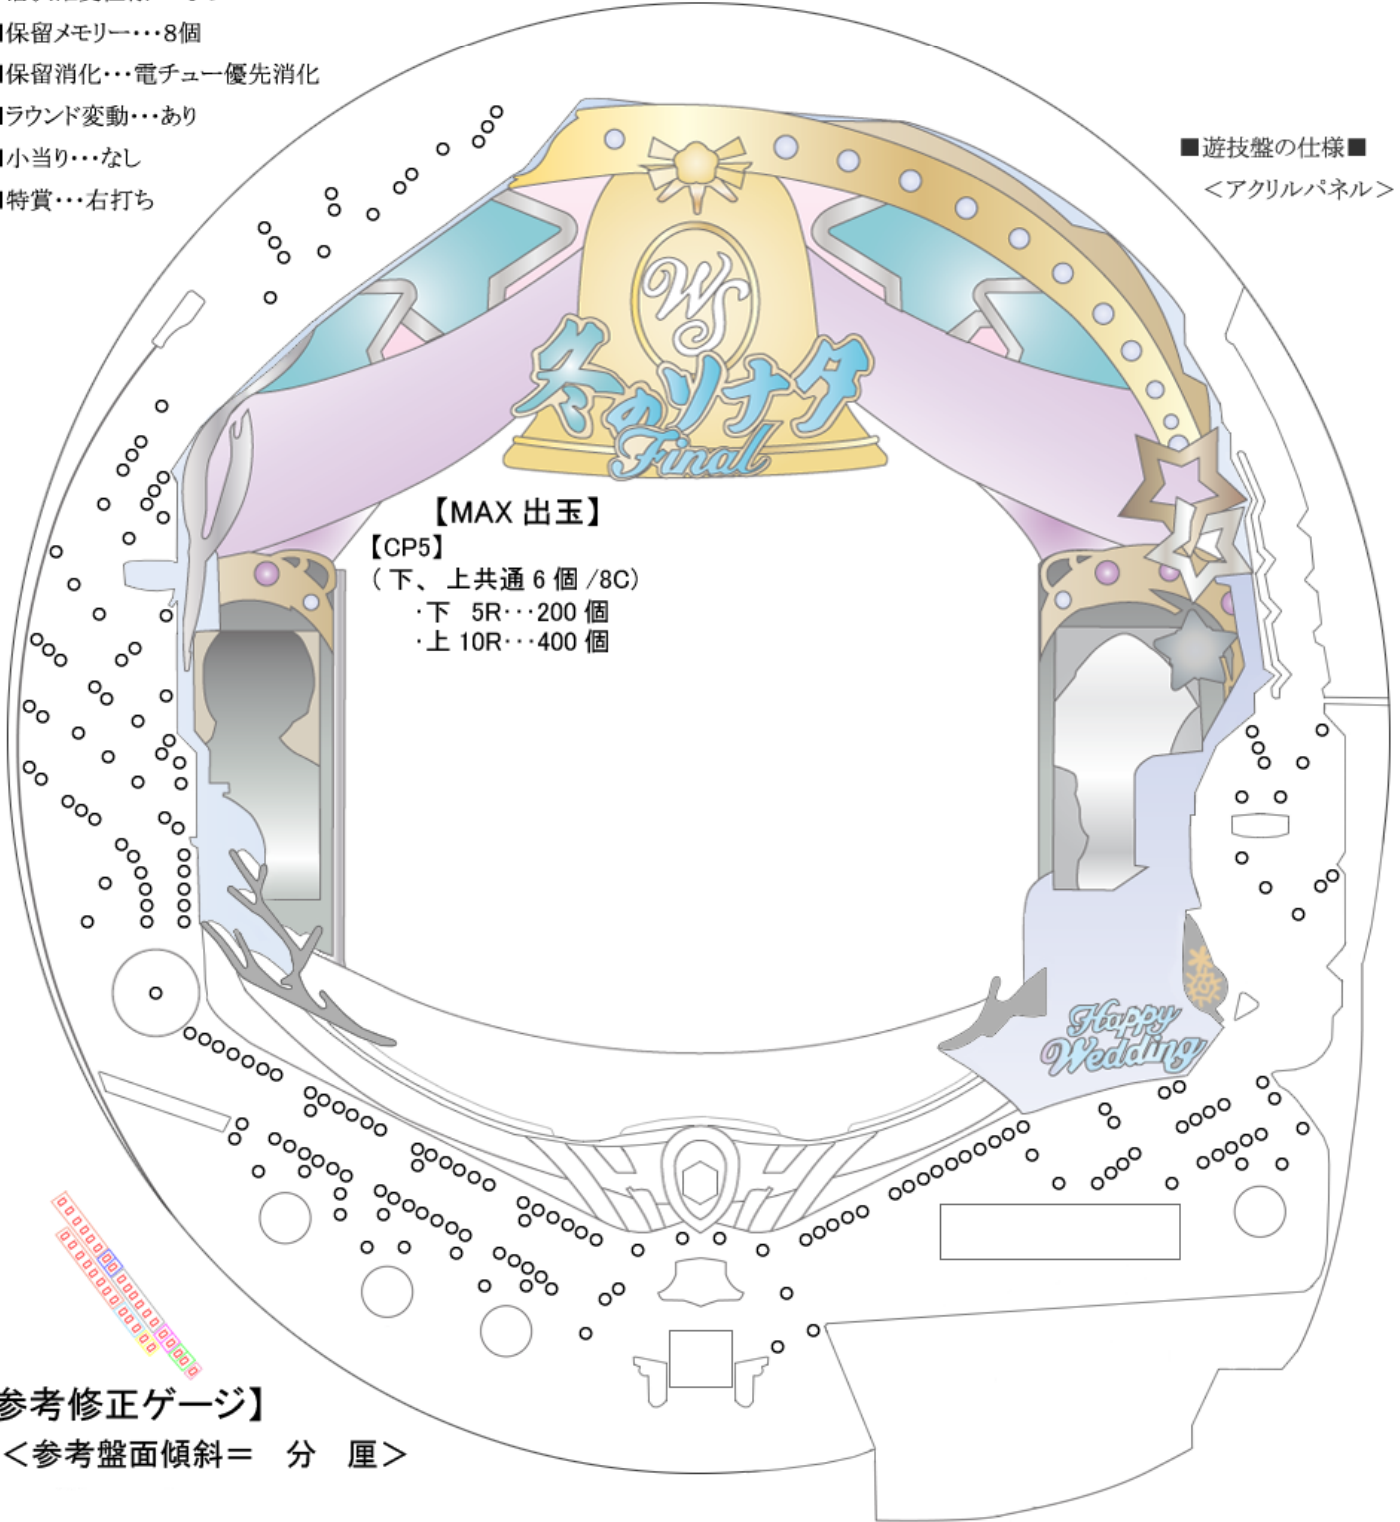 ■保留メモリー･･･8個
■保留消化･･･電チュー優先消化
■ラウンド変動･･･あり
■小当り･･･なし
■特賞･･･右打ち
■遊技盤の仕様■
＜アクリルパネル＞
WS
冬のソナタ
Final
【MAX 出玉】
【CP5】
( 下、 上共通 6 個 /8C)
･下 5R･･･200 個
･上 10R･･･400 個
Happy
Wedding
参考修正ゲージ】
＜参考盤面傾斜＝ 分 厘＞